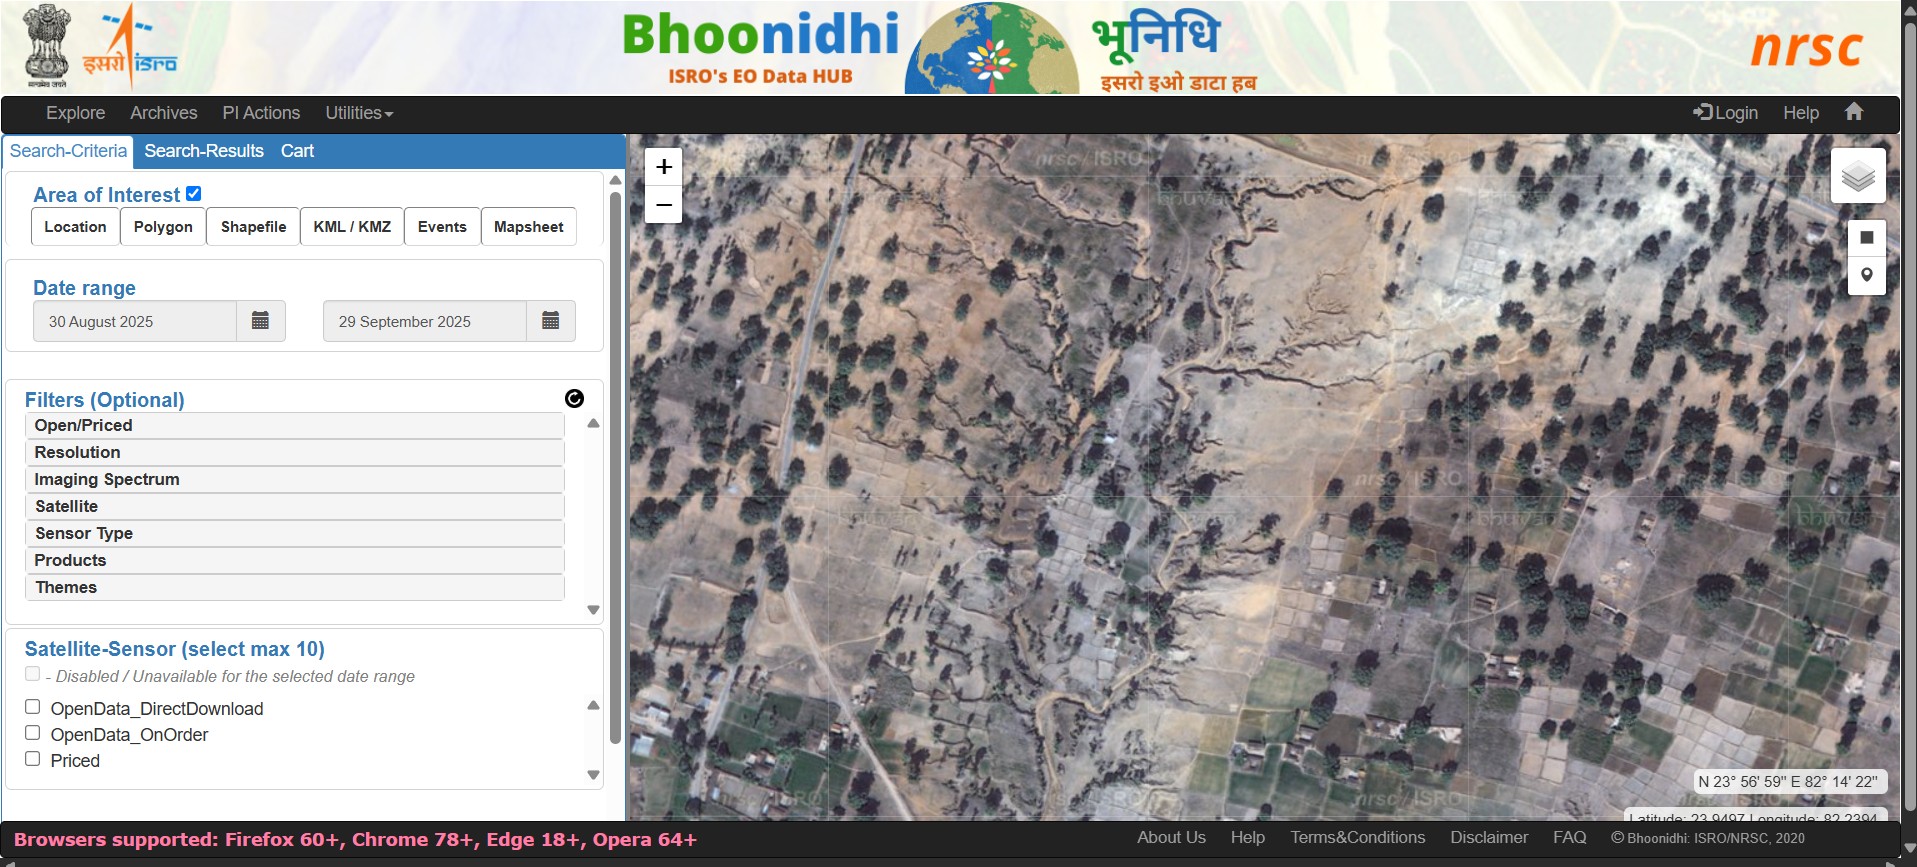 इसरो isro
Bhoonidhi
ISRO's EO Data HUB
भूनिधि
इसरो इओ डाटा हब
nrsc
Explore Archives PI Actions Utilities
Login Help
Search-Criteria Search-Results Cart
Area of Interest
Location Polygon Shapefile KML / KMZ Events Mapsheet
Date range
30 August 2025 29 September 2025
Filters (Optional)
Open/Priced
Resolution
Imaging Spectrum
Satellite
Sensor Type
Products
Themes
Satellite-Sensor (select max 10)
- Disabled / Unavailable for the selected date range
OpenData_DirectDownload
OpenData_OnOrder
Priced
+
−
nrsc / ISRO
bhuvan
nrsc / ISRO
bhuvan
nrsc / ISRO
N 23° 56' 59" E 82° 14' 22"
Latitude: 23.9497 Longitude: 82.2394
Browsers supported: Firefox 60+, Chrome 78+, Edge 18+, Opera 64+
About Us Help Terms&Conditions Disclaimer FAQ © Bhoonidhi: ISRO/NRSC, 2020